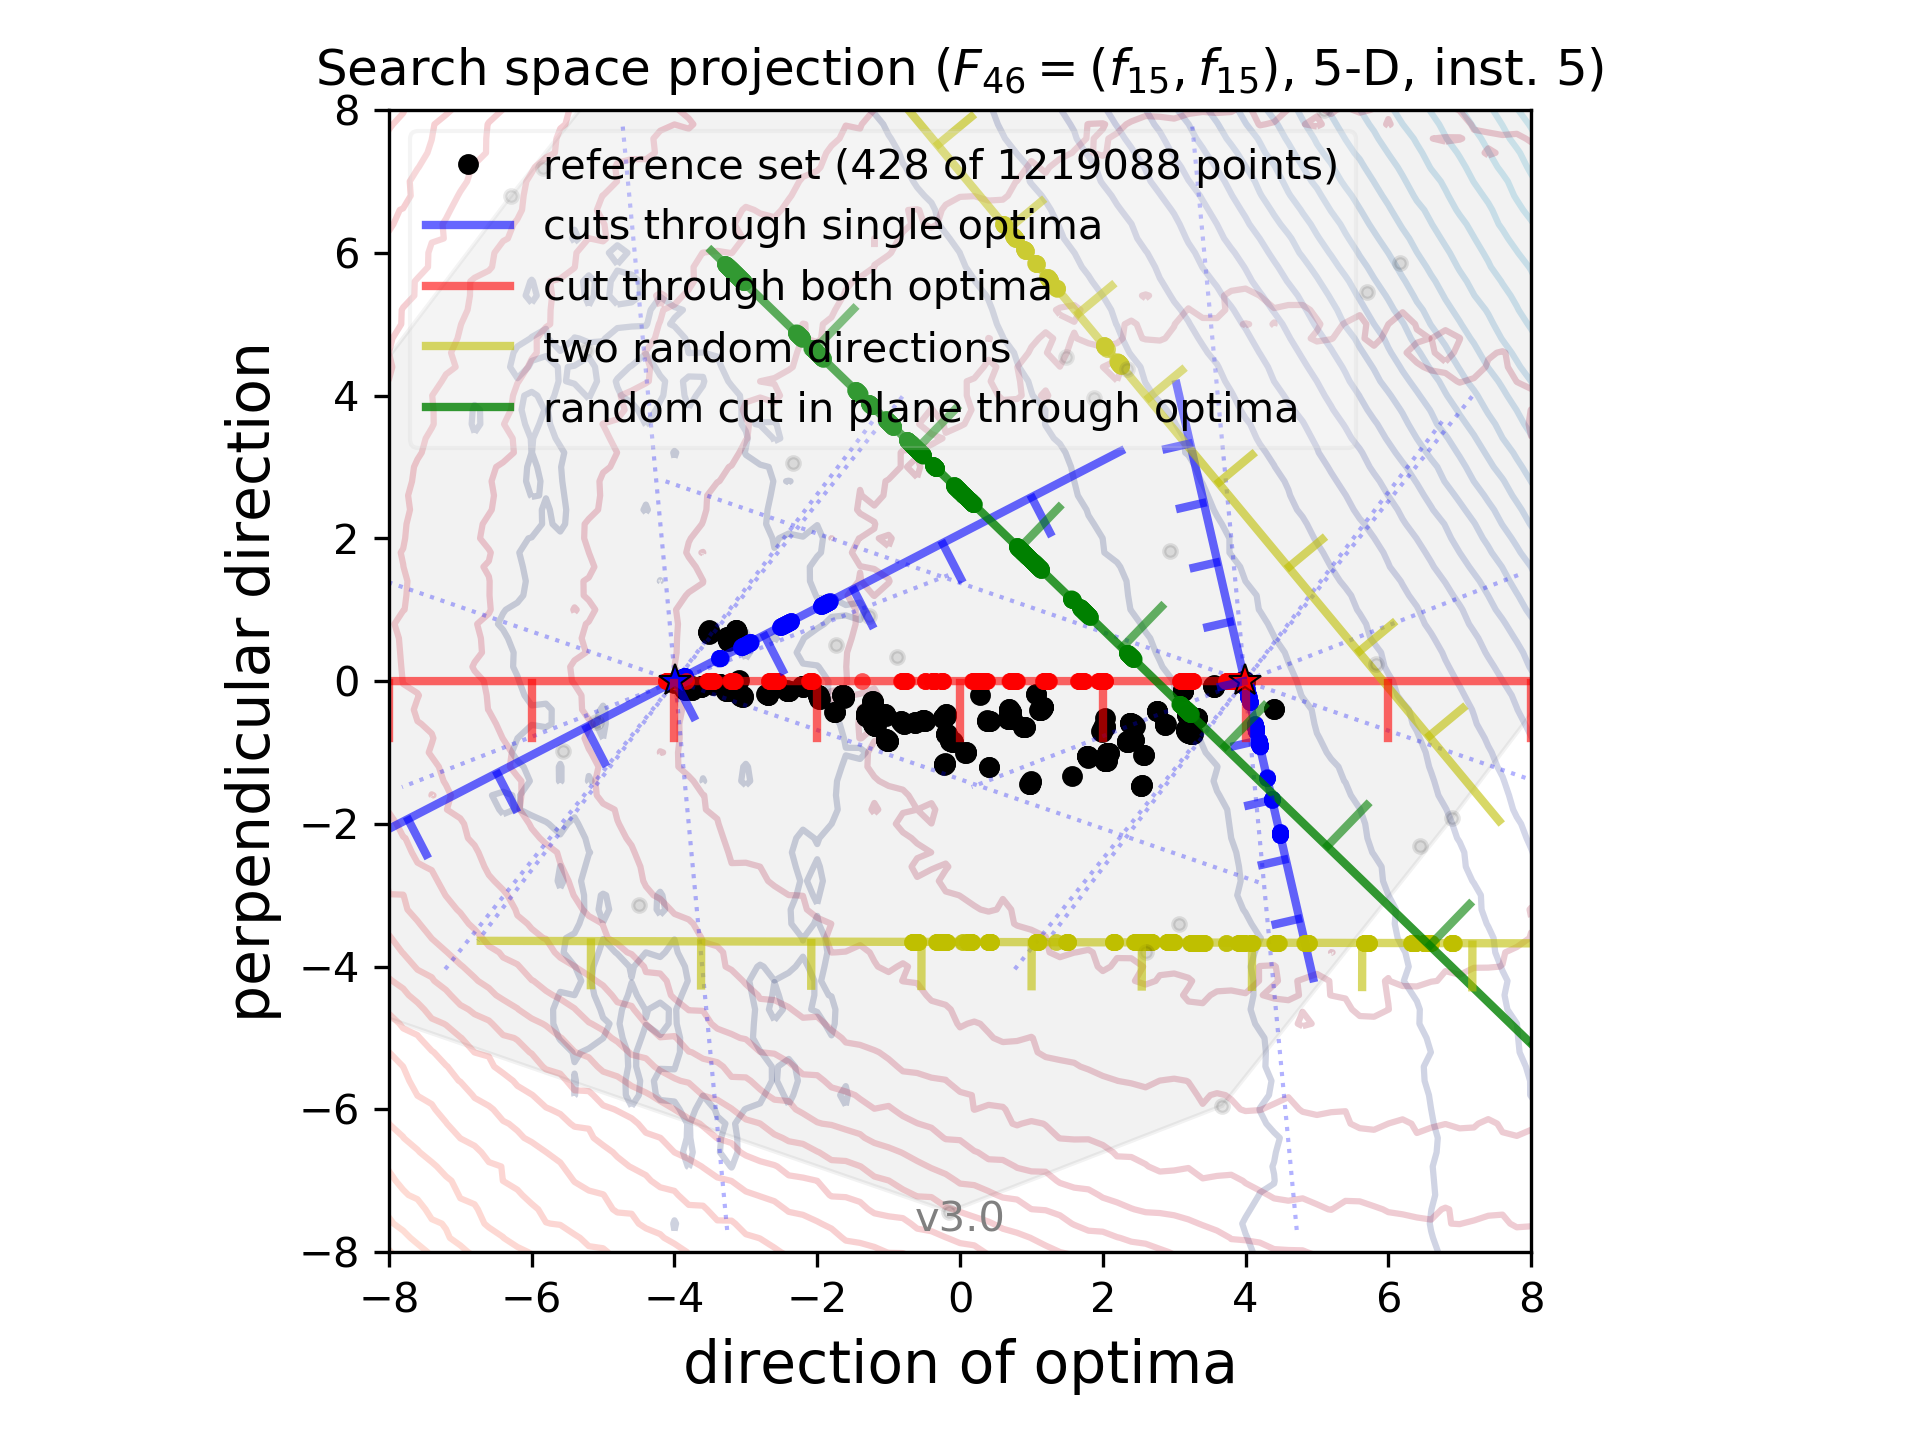 Search space projection (F₄₆ = (f₁₅, f₁₅), 5-D, inst. 5)
reference set (428 of 1219088 points)
cuts through single optima
cut through both optima
two random directions
random cut in plane through optima
8
6
4
2
0
−2
−4
−6
−8
perpendicular direction
v3.0
−8 −6 −4 −2 0 2 4 6 8
direction of optima